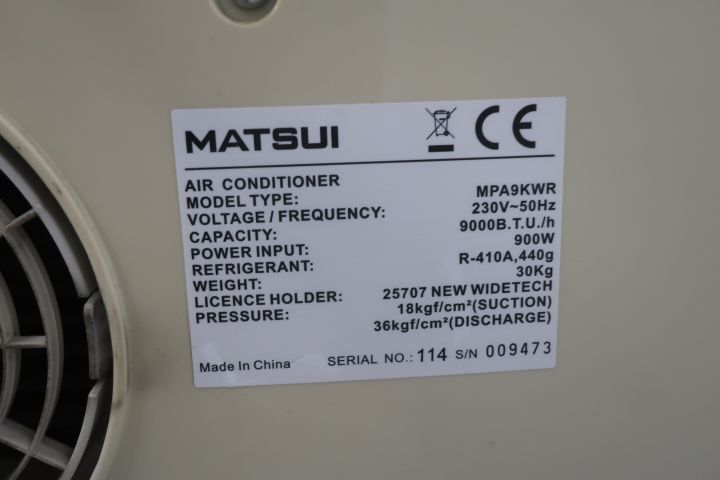 MATSUI CE
AIR CONDITIONER
MODEL TYPE: MPA9KWR
VOLTAGE / FREQUENCY: 230V~50Hz
CAPACITY: 9000B.T.U./h
POWER INPUT: 900W
REFRIGERANT: R-410A,440g
WEIGHT: 30Kg
LICENCE HOLDER: 25707 NEW WIDETECH
PRESSURE: 18kgf/cm²(SUCTION)
36kgf/cm²(DISCHARGE)
Made In China SERIAL NO.: 114 S/N 009473